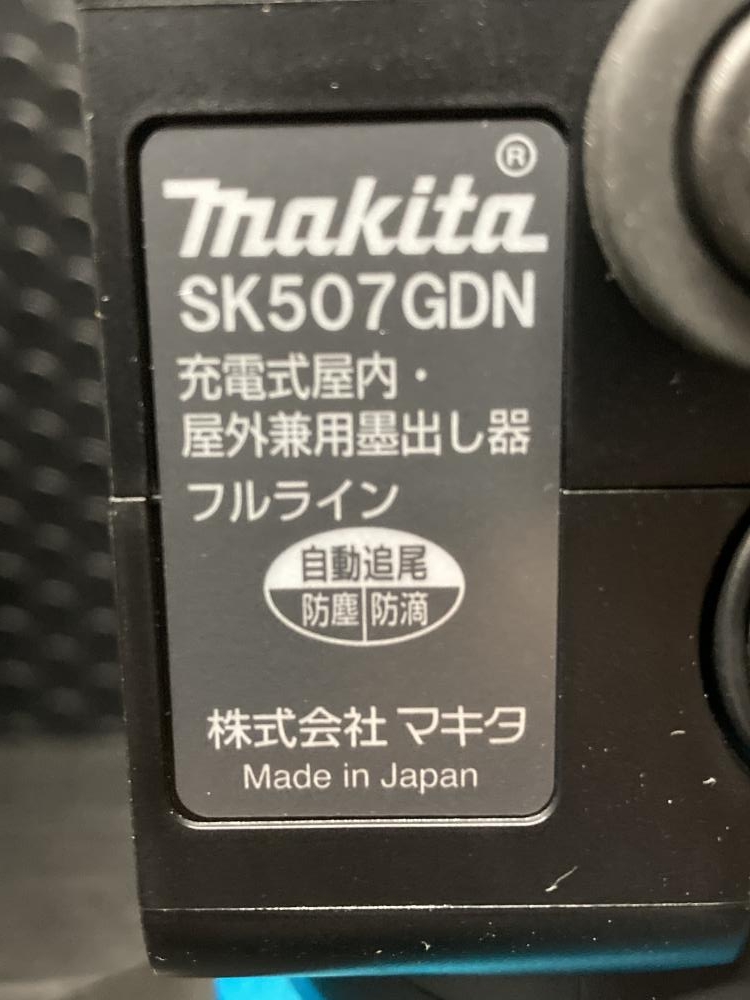 makita®
SK507GDN
充電式屋内・
屋外兼用墨出し器
フルライン
自動追尾
防塵 防滴
株式会社 マキタ
Made in Japan